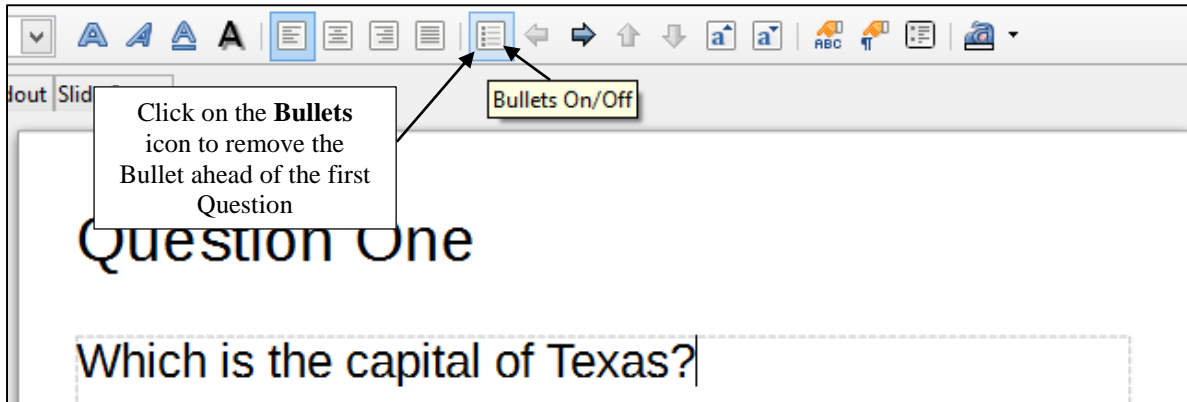 A A A A a a ABC
dout Slid
Bullets On/Off
Click on the Bullets
icon to remove the
Bullet ahead of the first
Question
Question One
Which is the capital of Texas?